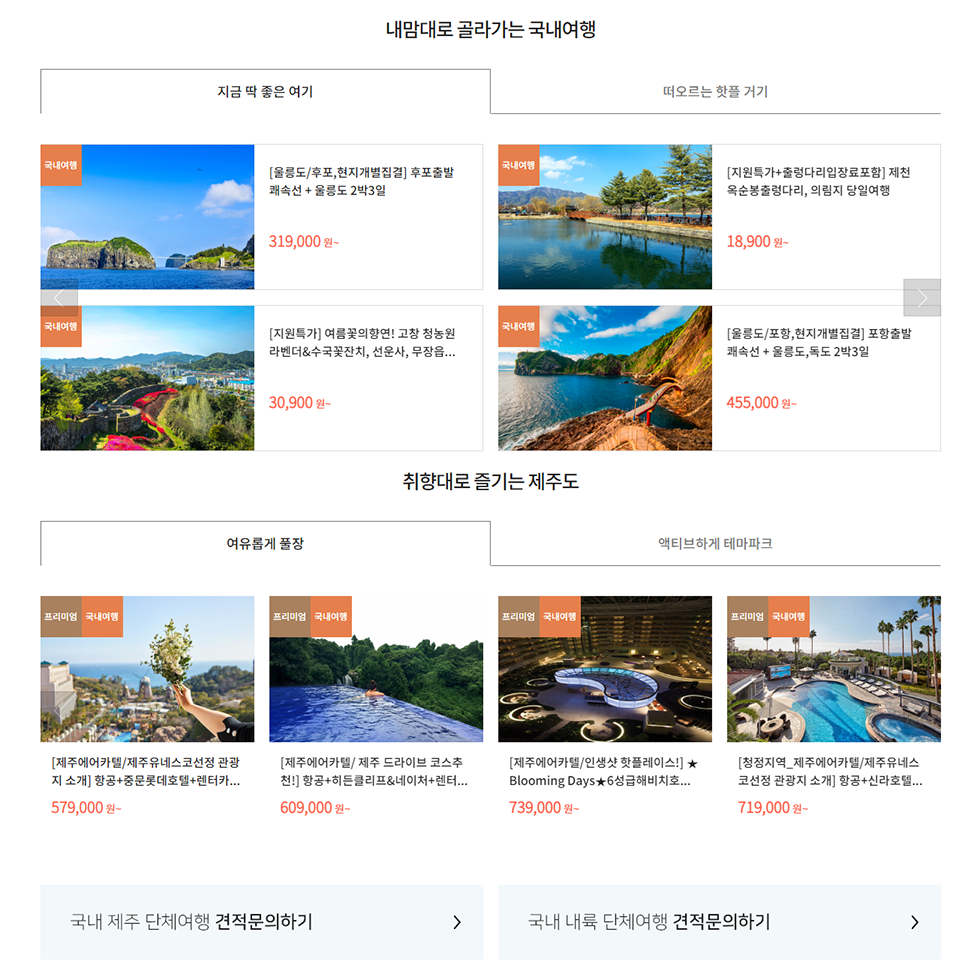 내맘대로 골라가는 국내여행
지금 딱 좋은 여기
떠오르는 핫플 거기
국내여행
[울릉도/후포,현지개별집결] 후포출발
쾌속선 + 울릉도 2박3일
319,000 원~
국내여행
[지원특가+출렁다리입장료포함] 제천
옥순봉출렁다리, 의림지 당일여행
18,900 원~
국내여행
[지원특가] 여름꽃의향연! 고창 청농원
라벤더&수국꽃잔치, 선운사, 무장읍...
30,900 원~
국내여행
[울릉도/포항,현지개별집결] 포항출발
쾌속선 + 울릉도,독도 2박3일
455,000 원~
취향대로 즐기는 제주도
여유롭게 풀장
액티브하게 테마파크
프리미엄 국내여행
[제주에어카텔/제주유네스코선정 관광
지 소개] 항공+중문롯데호텔+렌터카...
579,000 원~
프리미엄 국내여행
[제주에어카텔/ 제주 드라이브 코스추
천!] 항공+히든클리프&네이처+렌터...
609,000 원~
프리미엄 국내여행
[제주에어카텔/인생샷 핫플레이스!] ★
Blooming Days★6성급해비치호...
739,000 원~
프리미엄 국내여행
[청정지역_제주에어카텔/제주유네스
코선정 관광지 소개] 항공+신라호텔...
719,000 원~
국내 제주 단체여행 견적문의하기
국내 내륙 단체여행 견적문의하기